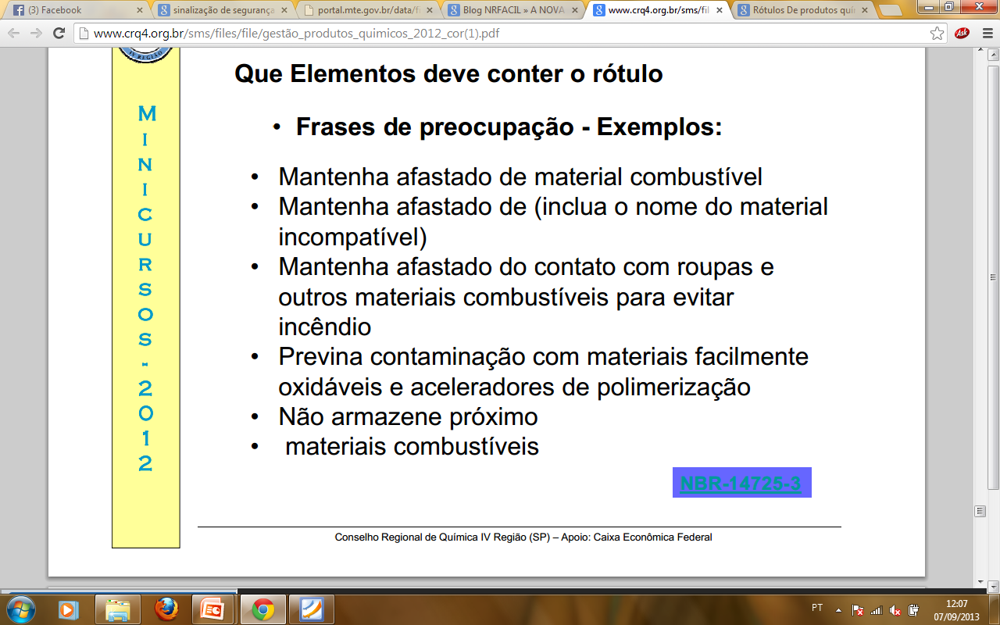 (3) Facebook
sinalização de segurança
portal.mte.gov.br/data/fi
Blog NRFACIL » A NOVA
www.crq4.org.br/sms/fil
Rótulos De produtos quí
www.crq4.org.br/sms/files/file/gestão_produtos_quimicos_2012_cor(1).pdf
Ask
IV REGIÃO
MINICURSOS-2012
Que Elementos deve conter o rótulo
• Frases de preocupação - Exemplos:
• Mantenha afastado de material combustível
• Mantenha afastado de (inclua o nome do material
incompatível)
• Mantenha afastado do contato com roupas e
outros materiais combustíveis para evitar
incêndio
• Previna contaminação com materiais facilmente
oxidáveis e aceleradores de polimerização
• Não armazene próximo
• materiais combustíveis
NBR-14725-3
Conselho Regional de Química IV Região (SP) – Apoio: Caixa Econômica Federal
PT
12:07
07/09/2013